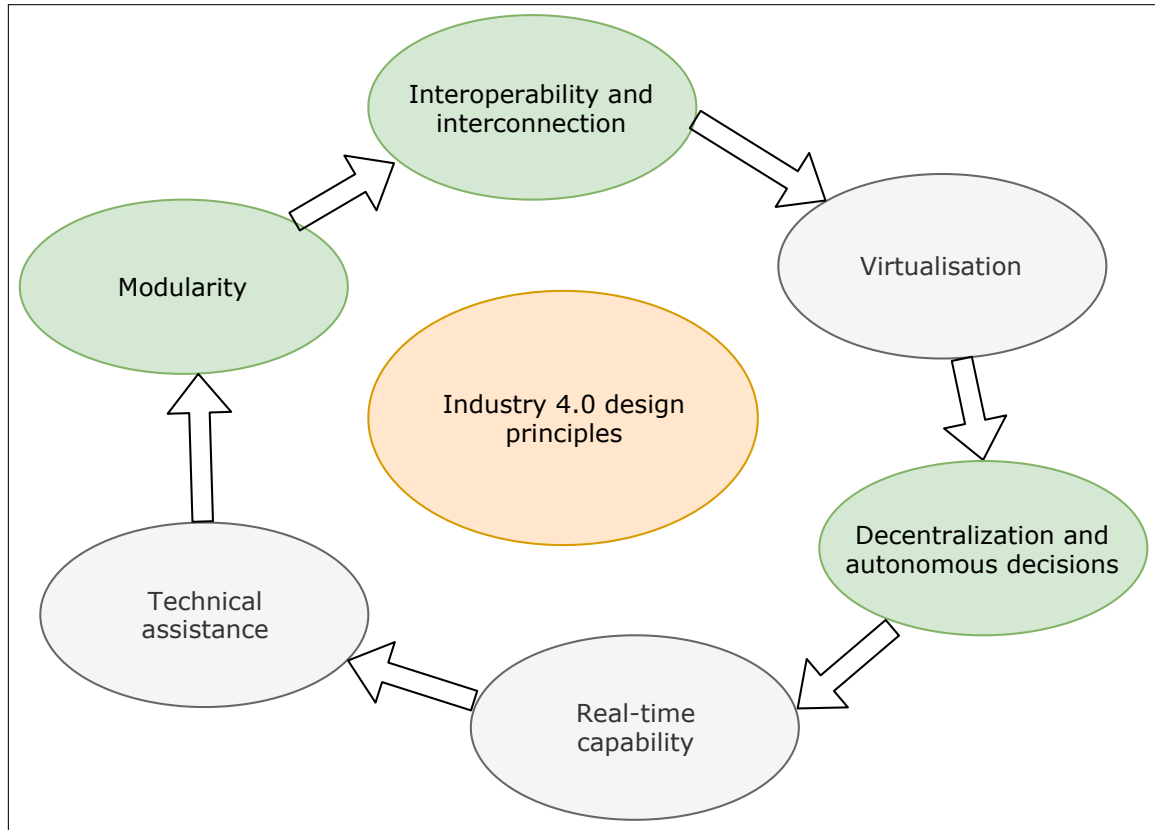 Interoperability and
interconnection
Virtualisation
Modularity
Industry 4.0 design
principles
Decentralization and
autonomous decisions
Technical
assistance
Real-time
capability